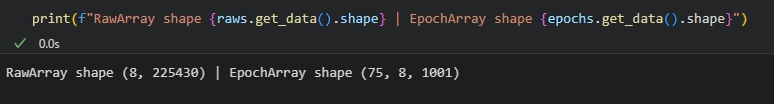 print(f"RawArray shape {raws.get_data().shape} | EpochArray shape {epochs.get_data().shape}")
✓ 0.0s
RawArray shape (8, 225430) | EpochArray shape (75, 8, 1001)